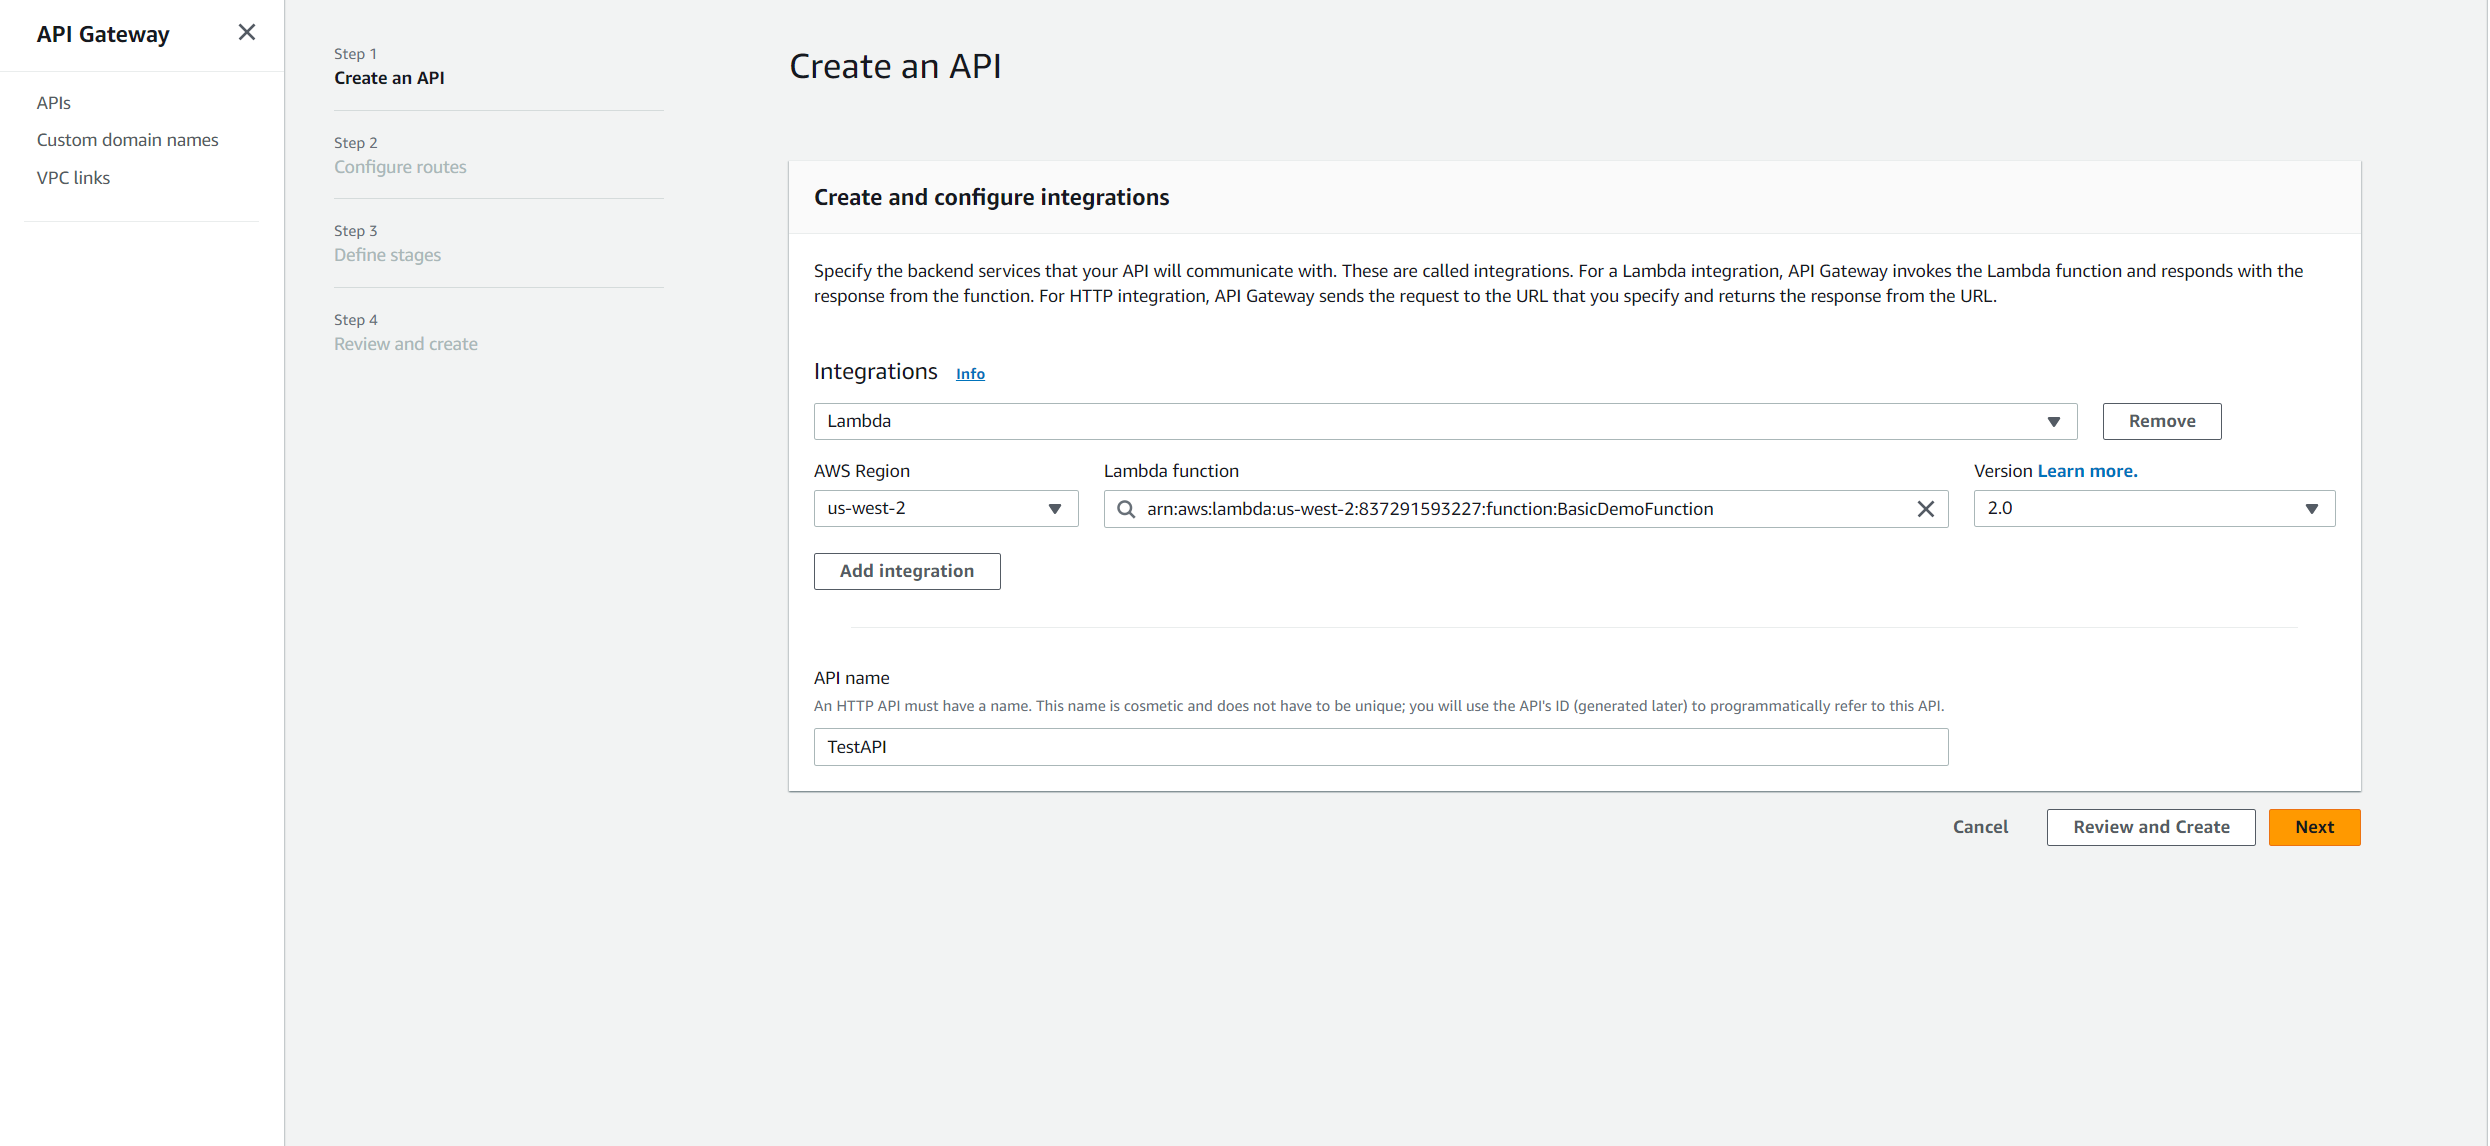 API Gateway
APIs
Custom domain names
VPC links
Step 1
Create an API
Step 2
Configure routes
Step 3
Define stages
Step 4
Review and create
Create an API
Create and configure integrations
Specify the backend services that your API will communicate with. These are called integrations. For a Lambda integration, API Gateway invokes the Lambda function and responds with the
response from the function. For HTTP integration, API Gateway sends the request to the URL that you specify and returns the response from the URL.
Integrations Info
Lambda
Remove
AWS Region
Lambda function
Version Learn more.
us-west-2
arn:aws:lambda:us-west-2:837291593227:function:BasicDemoFunction
2.0
Add integration
API name
An HTTP API must have a name. This name is cosmetic and does not have to be unique; you will use the API's ID (generated later) to programmatically refer to this API.
TestAPI
Cancel
Review and Create
Next